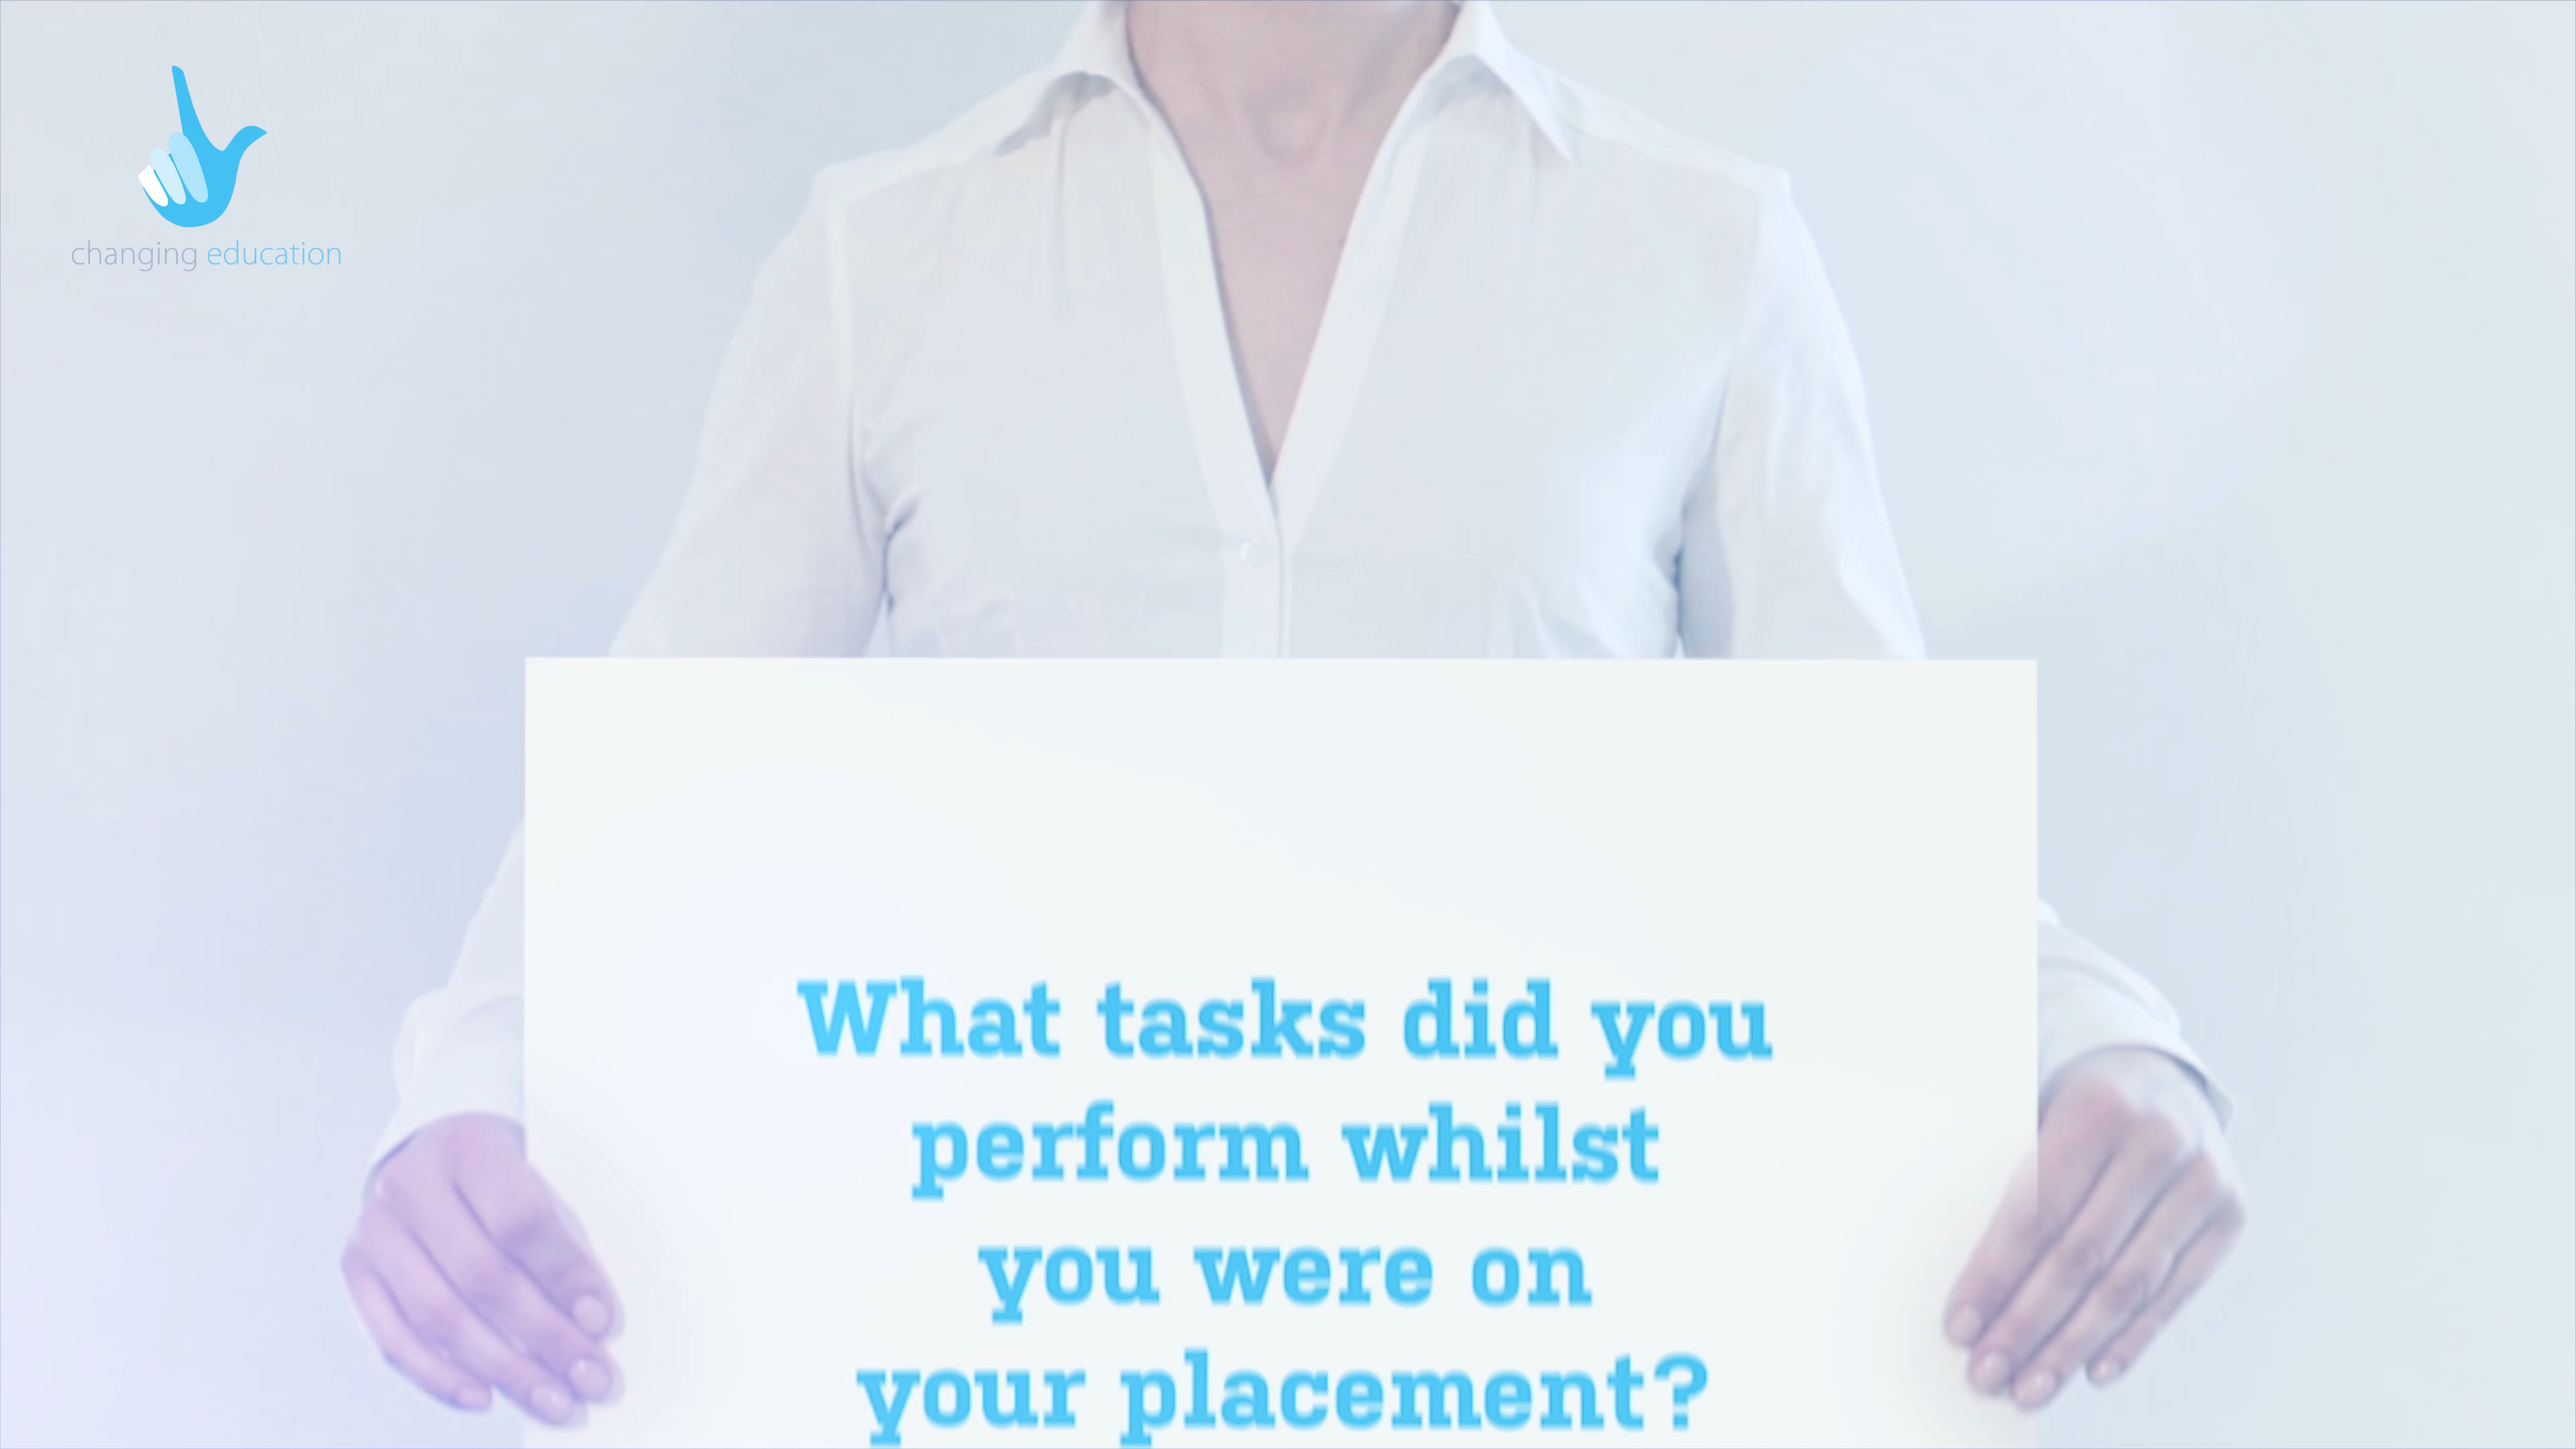 changing education
What tasks did you
perform whilst
you were on
your placement?